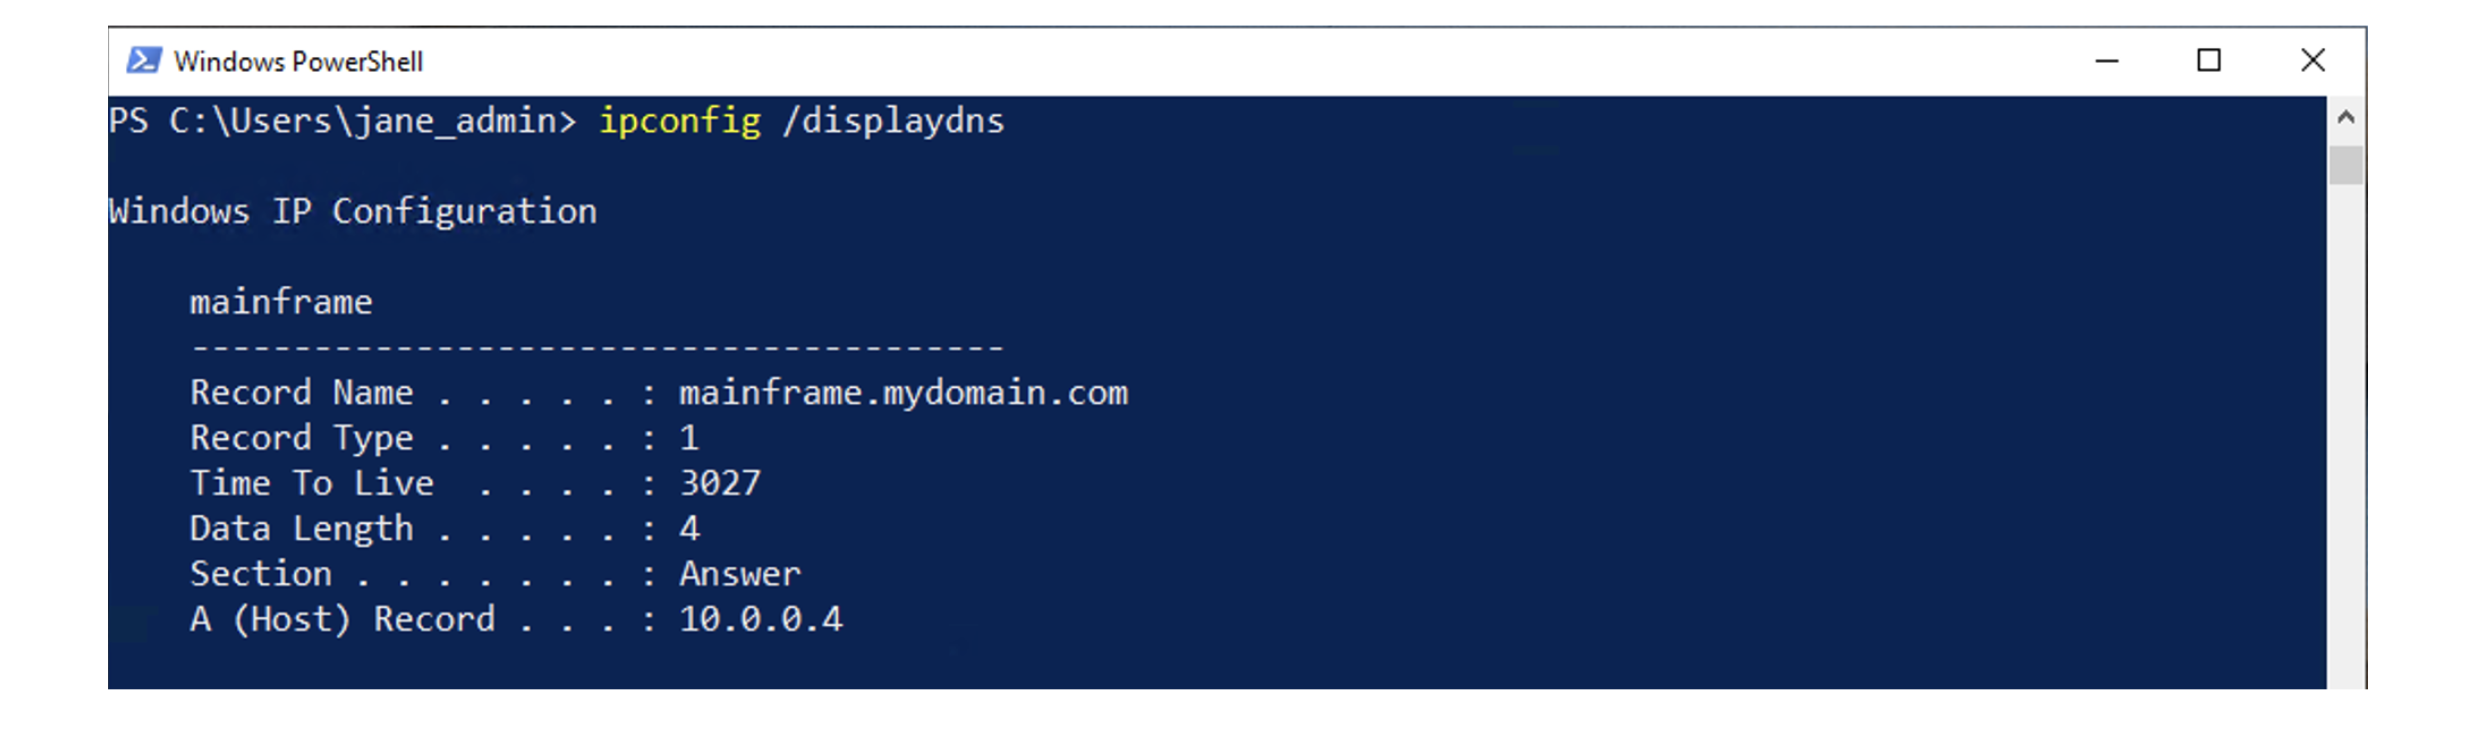 Windows PowerShell
PS C:\Users\jane_admin> ipconfig /displaydns
Windows IP Configuration
mainframe
----------------------------------------
Record Name . . . . . : mainframe.mydomain.com
Record Type . . . . . : 1
Time To Live  . . . . : 3027
Data Length . . . . . : 4
Section . . . . . . . : Answer
A (Host) Record . . . : 10.0.0.4